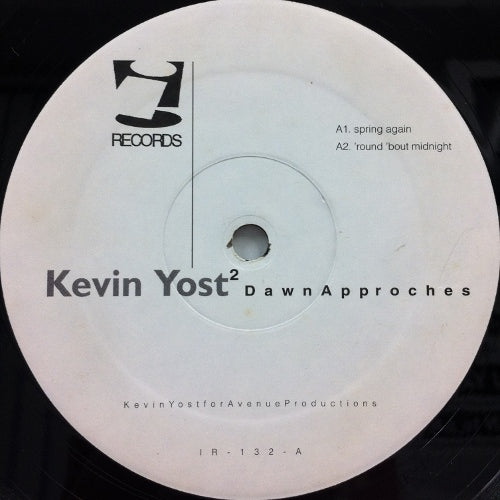 i
RECORDS
A1. spring again
A2. 'round 'bout midnight
Kevin Yost² DawnApproches
KevinYostforAvenueProductions
IR-132-A